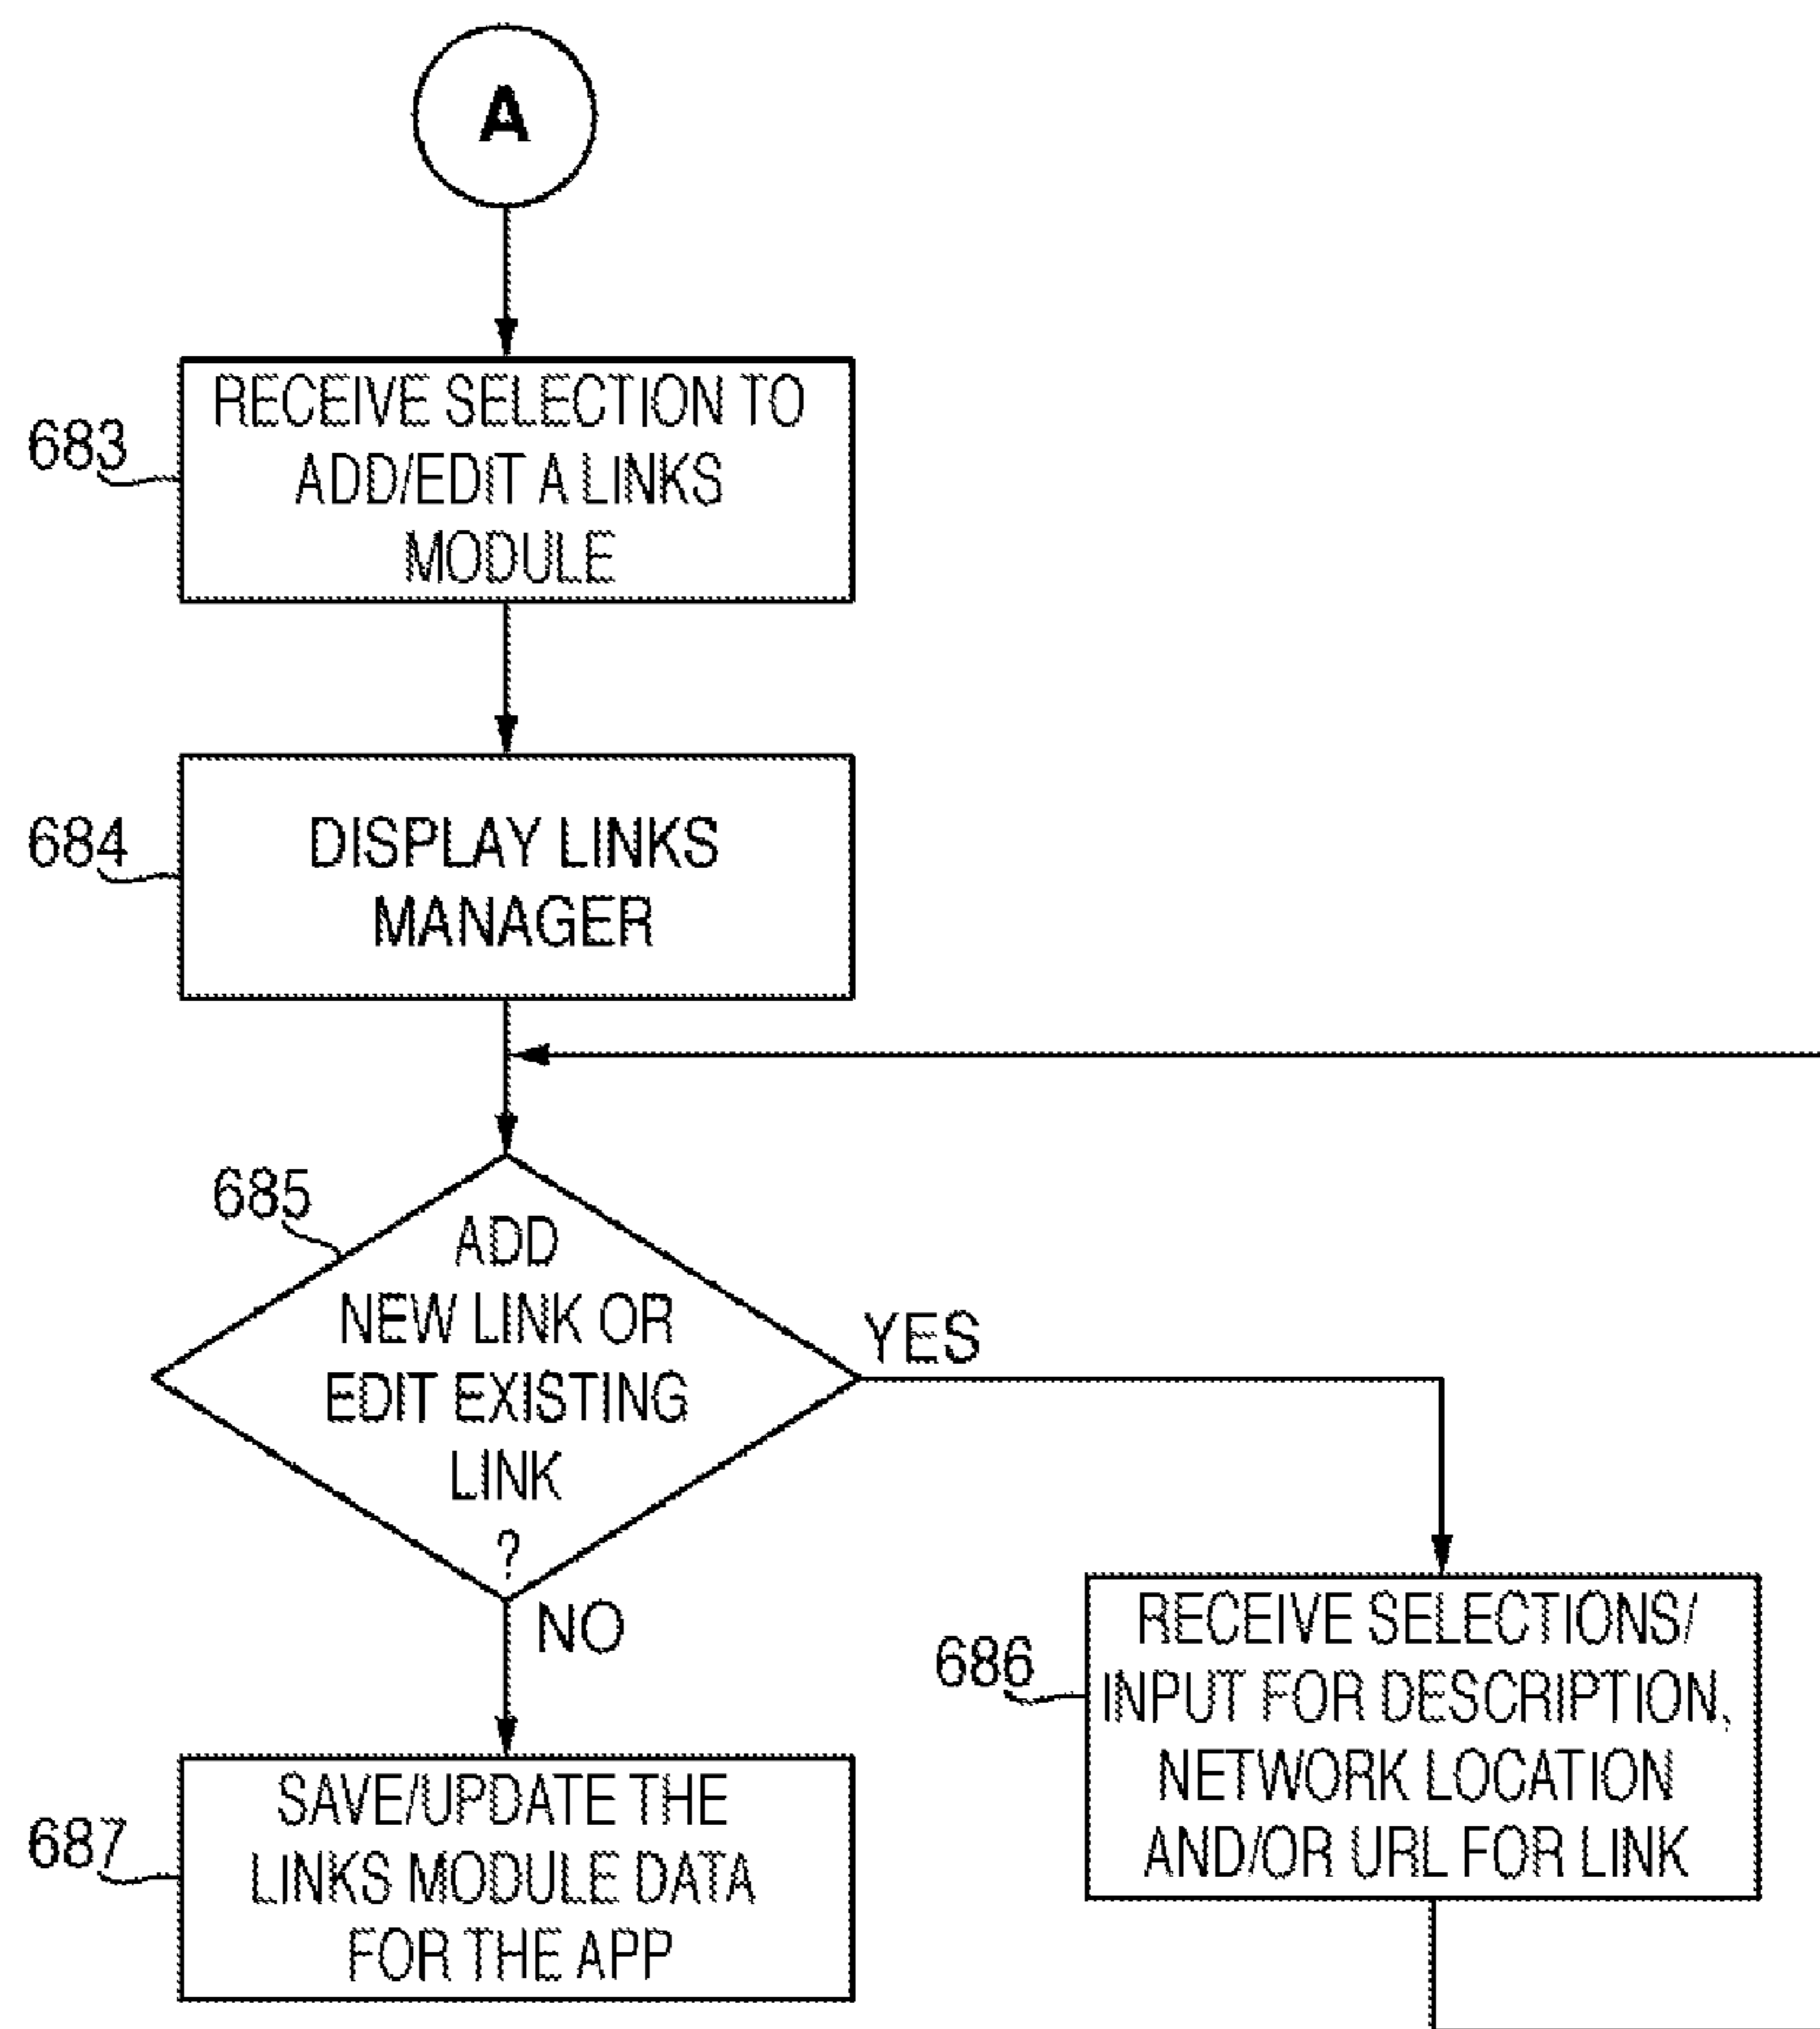 A
683
RECEIVE SELECTION TO
ADD/EDIT A LINKS
MODULE
684
DISPLAY LINKS
MANAGER
685
ADD
NEW LINK OR
EDIT EXISTING
LINK
?
YES
NO
686
RECEIVE SELECTIONS/
INPUT FOR DESCRIPTION,
NETWORK LOCATION
AND/OR URL FOR LINK
687
SAVE/UPDATE THE
LINKS MODULE DATA
FOR THE APP